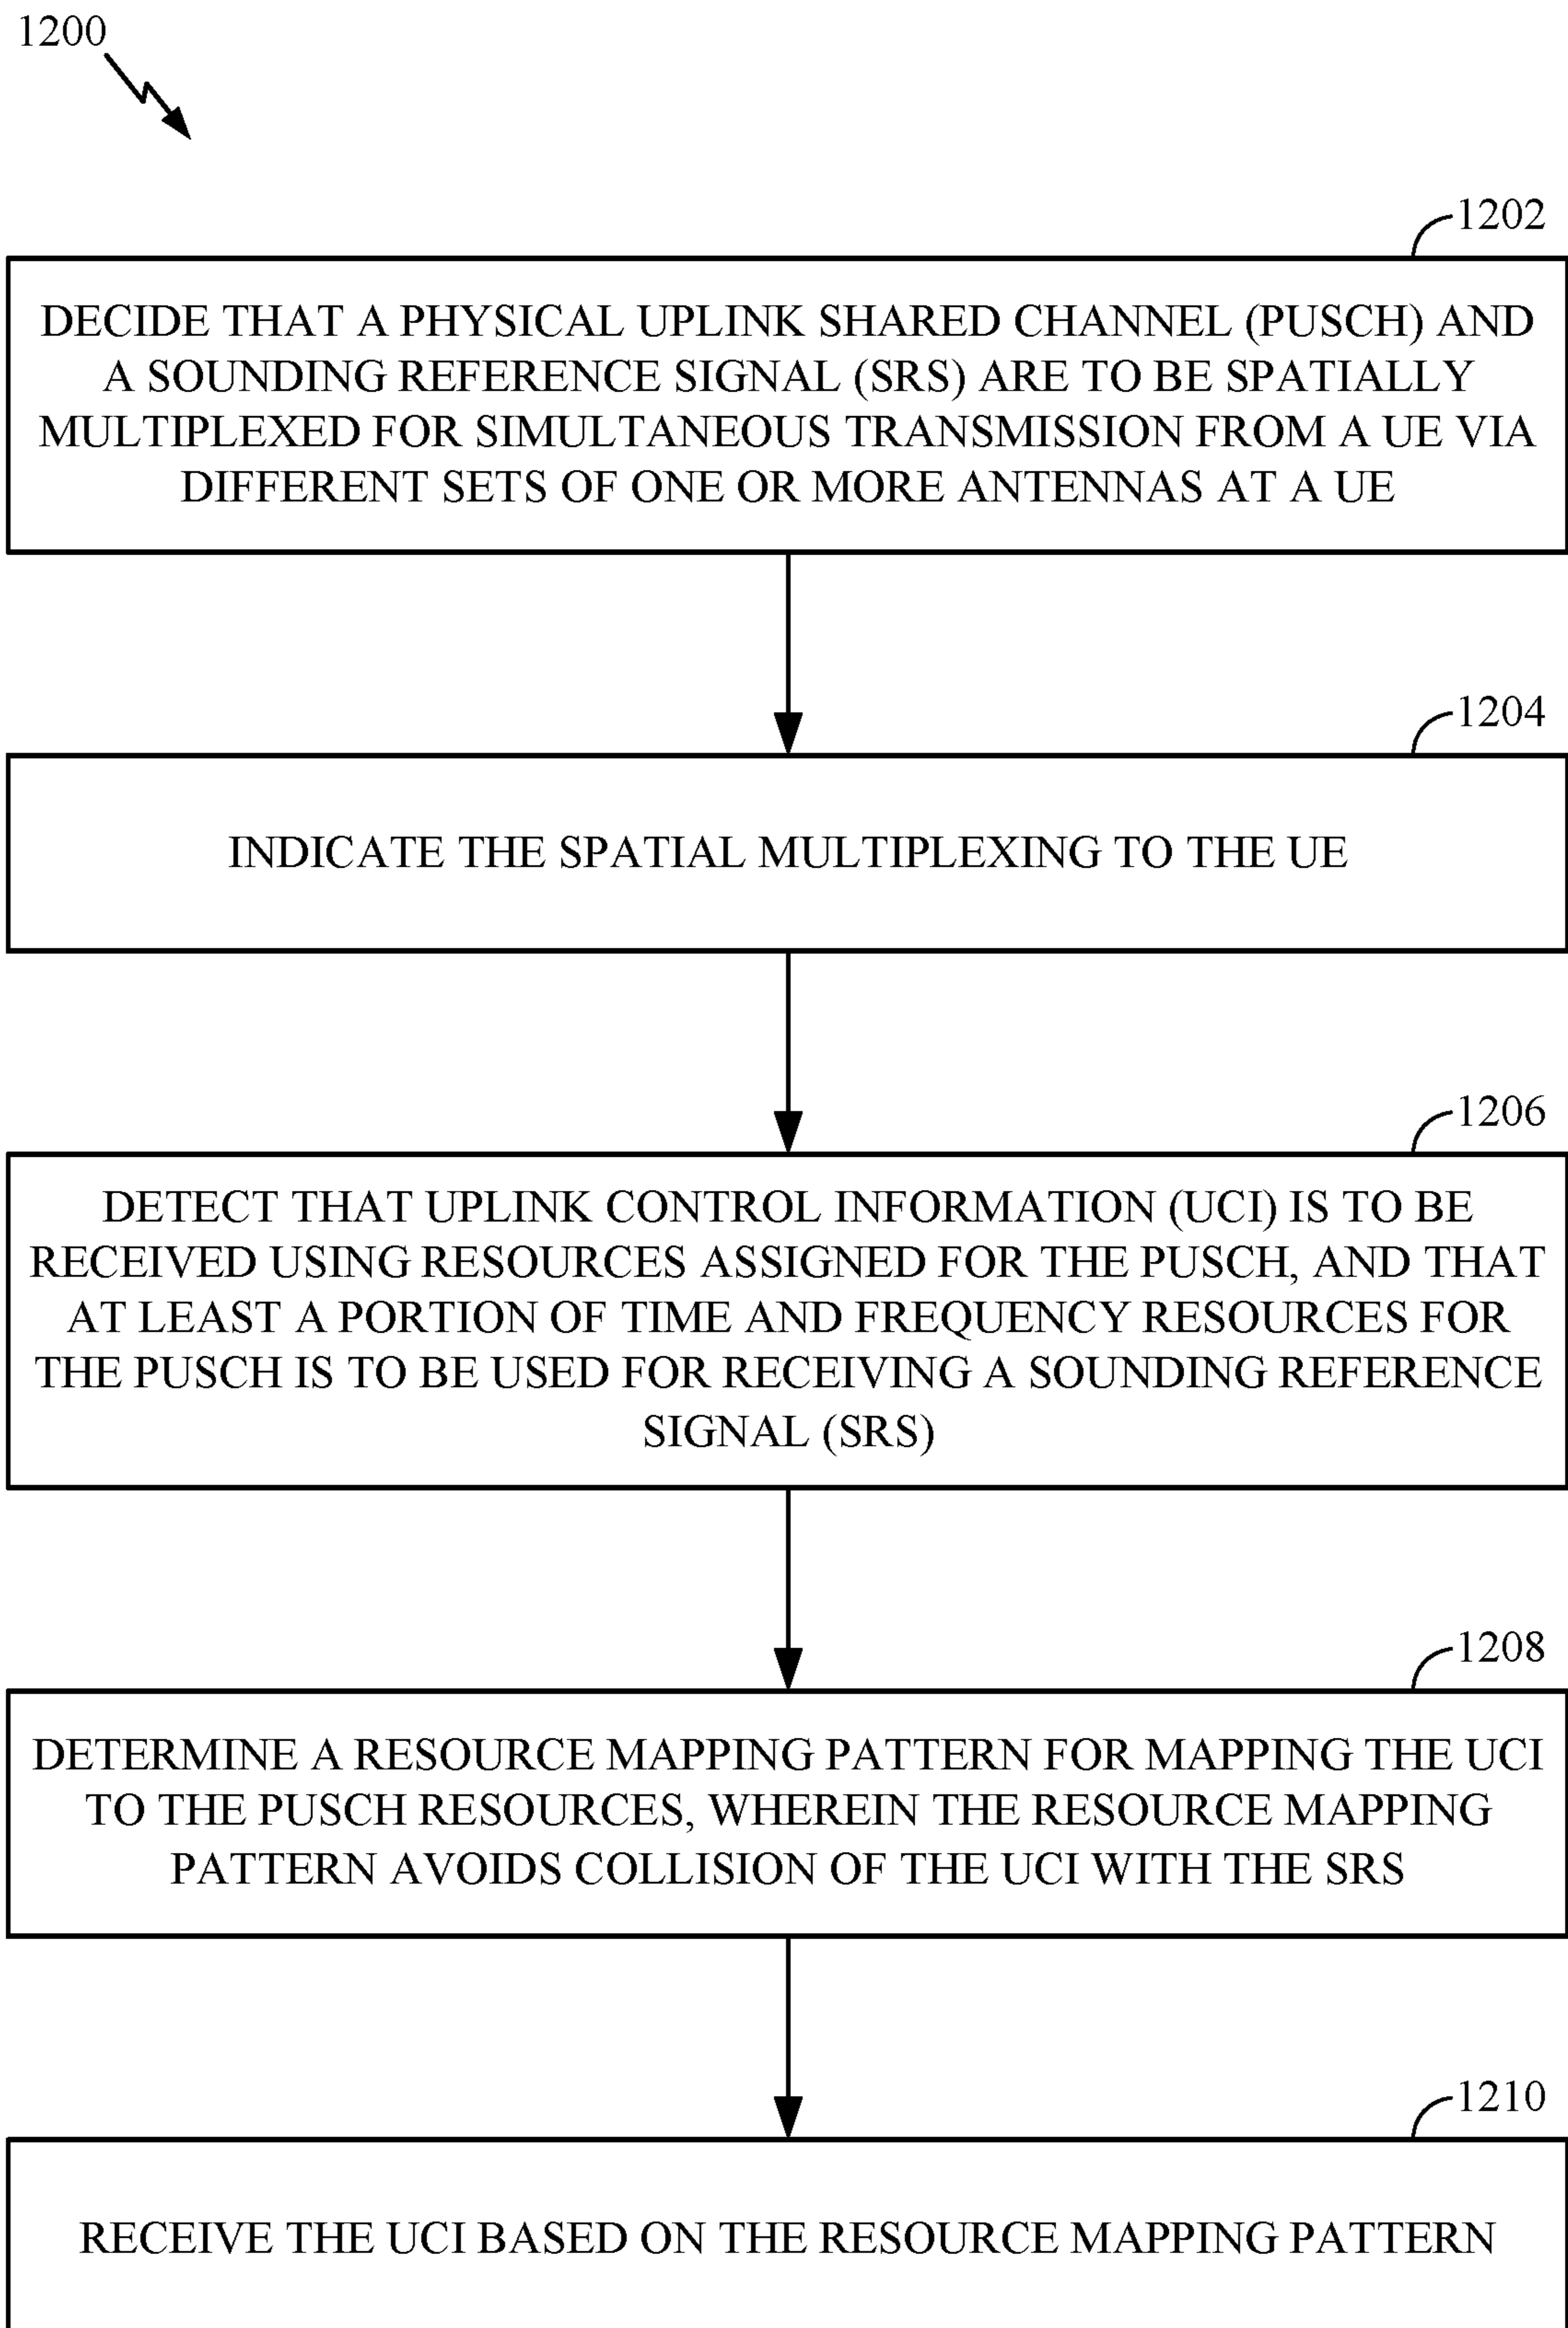 1200
1202
DECIDE THAT A PHYSICAL UPLINK SHARED CHANNEL (PUSCH) AND
A SOUNDING REFERENCE SIGNAL (SRS) ARE TO BE SPATIALLY
MULTIPLEXED FOR SIMULTANEOUS TRANSMISSION FROM A UE VIA
DIFFERENT SETS OF ONE OR MORE ANTENNAS AT A UE
1204
INDICATE THE SPATIAL MULTIPLEXING TO THE UE
1206
DETECT THAT UPLINK CONTROL INFORMATION (UCI) IS TO BE
RECEIVED USING RESOURCES ASSIGNED FOR THE PUSCH, AND THAT
AT LEAST A PORTION OF TIME AND FREQUENCY RESOURCES FOR
THE PUSCH IS TO BE USED FOR RECEIVING A SOUNDING REFERENCE
SIGNAL (SRS)
1208
DETERMINE A RESOURCE MAPPING PATTERN FOR MAPPING THE UCI
TO THE PUSCH RESOURCES, WHEREIN THE RESOURCE MAPPING
PATTERN AVOIDS COLLISION OF THE UCI WITH THE SRS
1210
RECEIVE THE UCI BASED ON THE RESOURCE MAPPING PATTERN